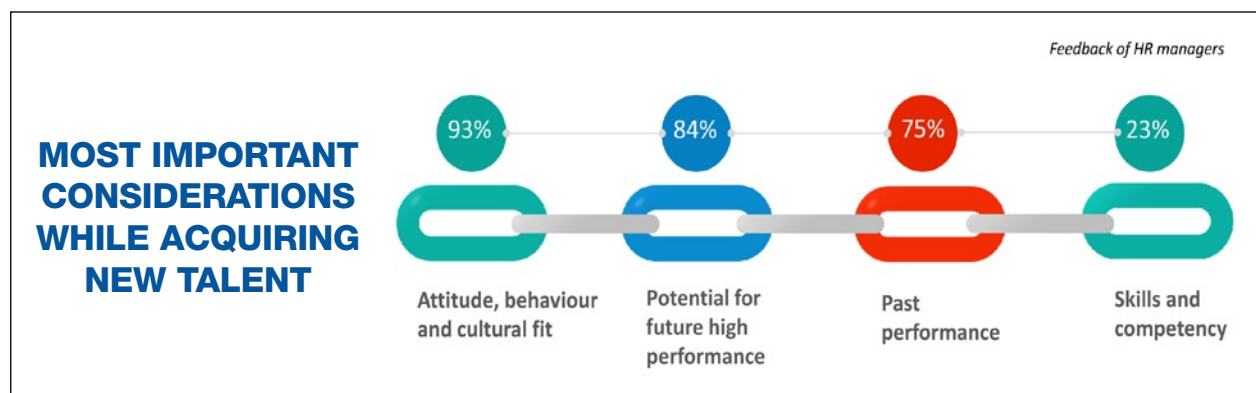 Feedback of HR managers
MOST IMPORTANT
CONSIDERATIONS
WHILE ACQUIRING
NEW TALENT
93%
84%
75%
23%
Attitude, behaviour
and cultural fit
Potential for
future high
performance
Past
performance
Skills and
competency